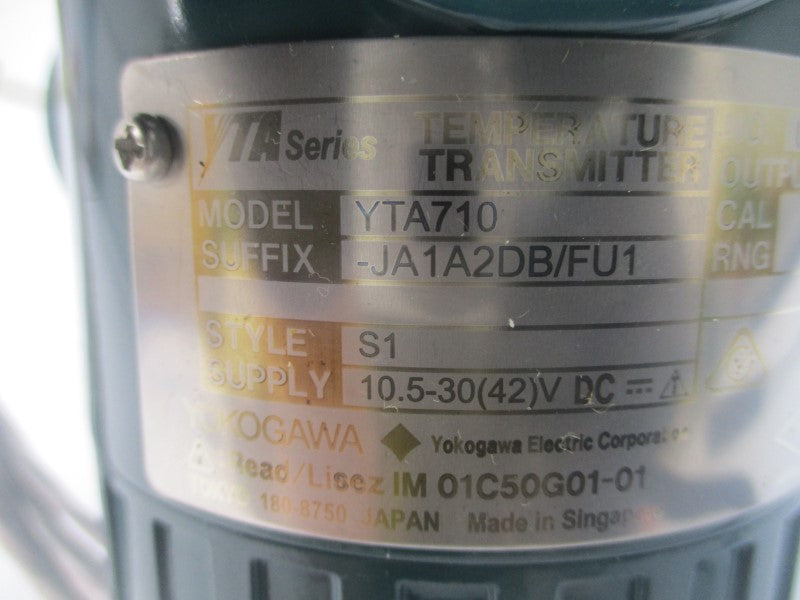 YTA Series TEMPERATURE
TRANSMITTER
MODEL YTA710
SUFFIX -JA1A2DB/FU1
STYLE S1
SUPPLY 10.5-30(42)V DC
YOKOGAWA Yokogawa Electric Corporation
Read/Lisez IM 01C50G01-01
180-8750 JAPAN Made in Singapore
CAL
RNG